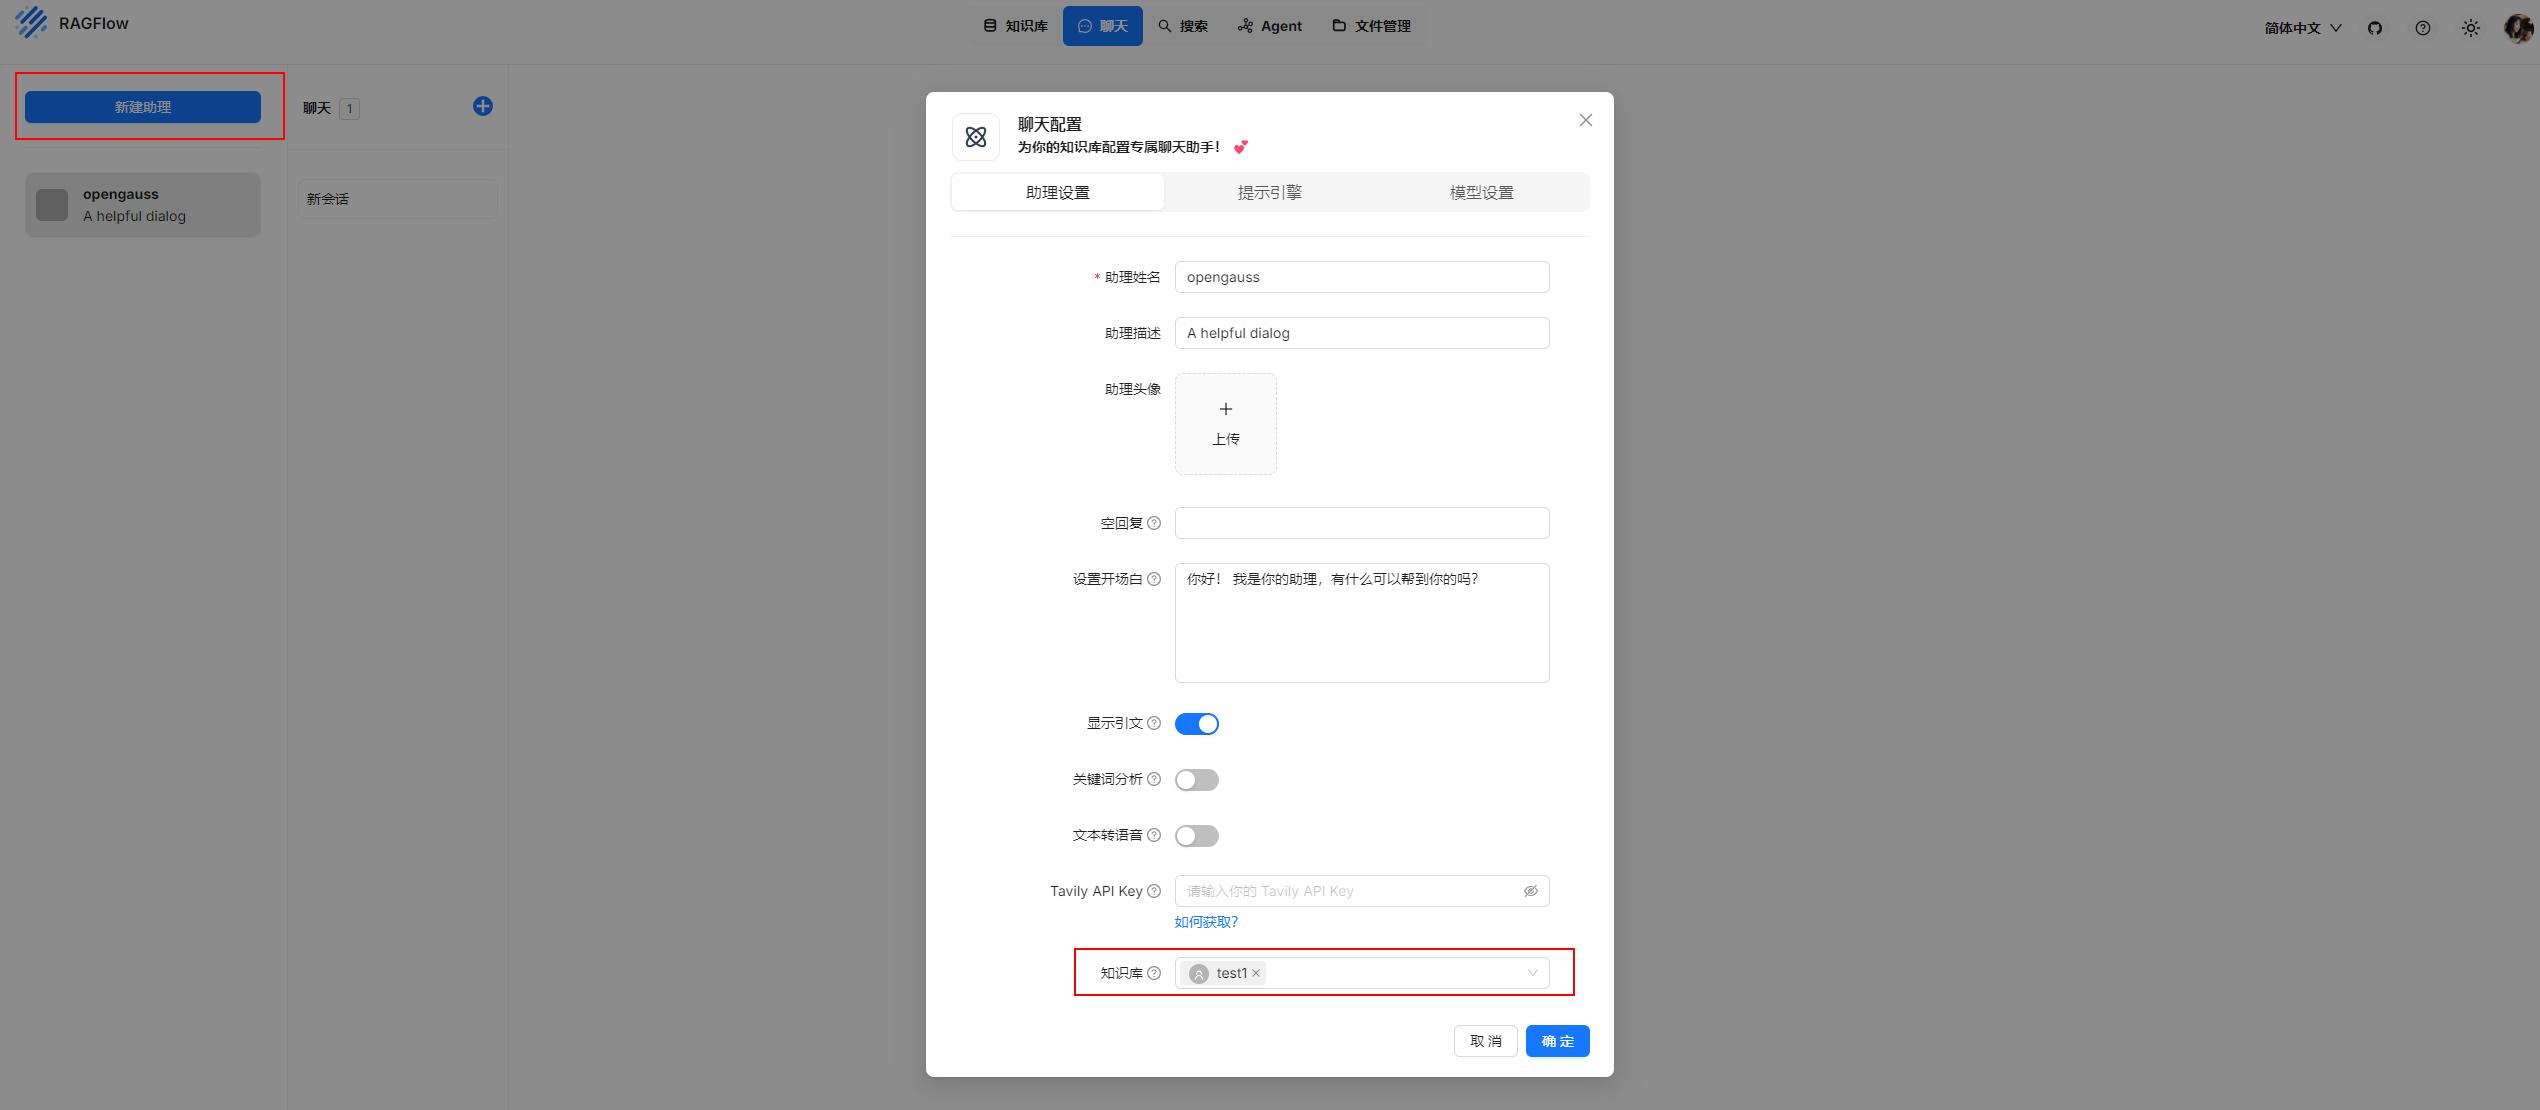 RAGFlow
知识库
聊天
搜索
Agent
文件管理
简体中文
新建助理
聊天 1
opengauss
A helpful dialog
新会话
聊天配置
为你的知识库配置专属聊天助手！ 💕
助理设置
提示引擎
模型设置
* 助理姓名
opengauss
助理描述
A helpful dialog
助理头像
上传
空回复
设置开场白
你好！ 我是你的助理，有什么可以帮到你的吗？
显示引文
关键词分析
文本转语音
Tavily API Key
请输入你的 Tavily API Key
如何获取？
知识库
test1
取 消
确 定